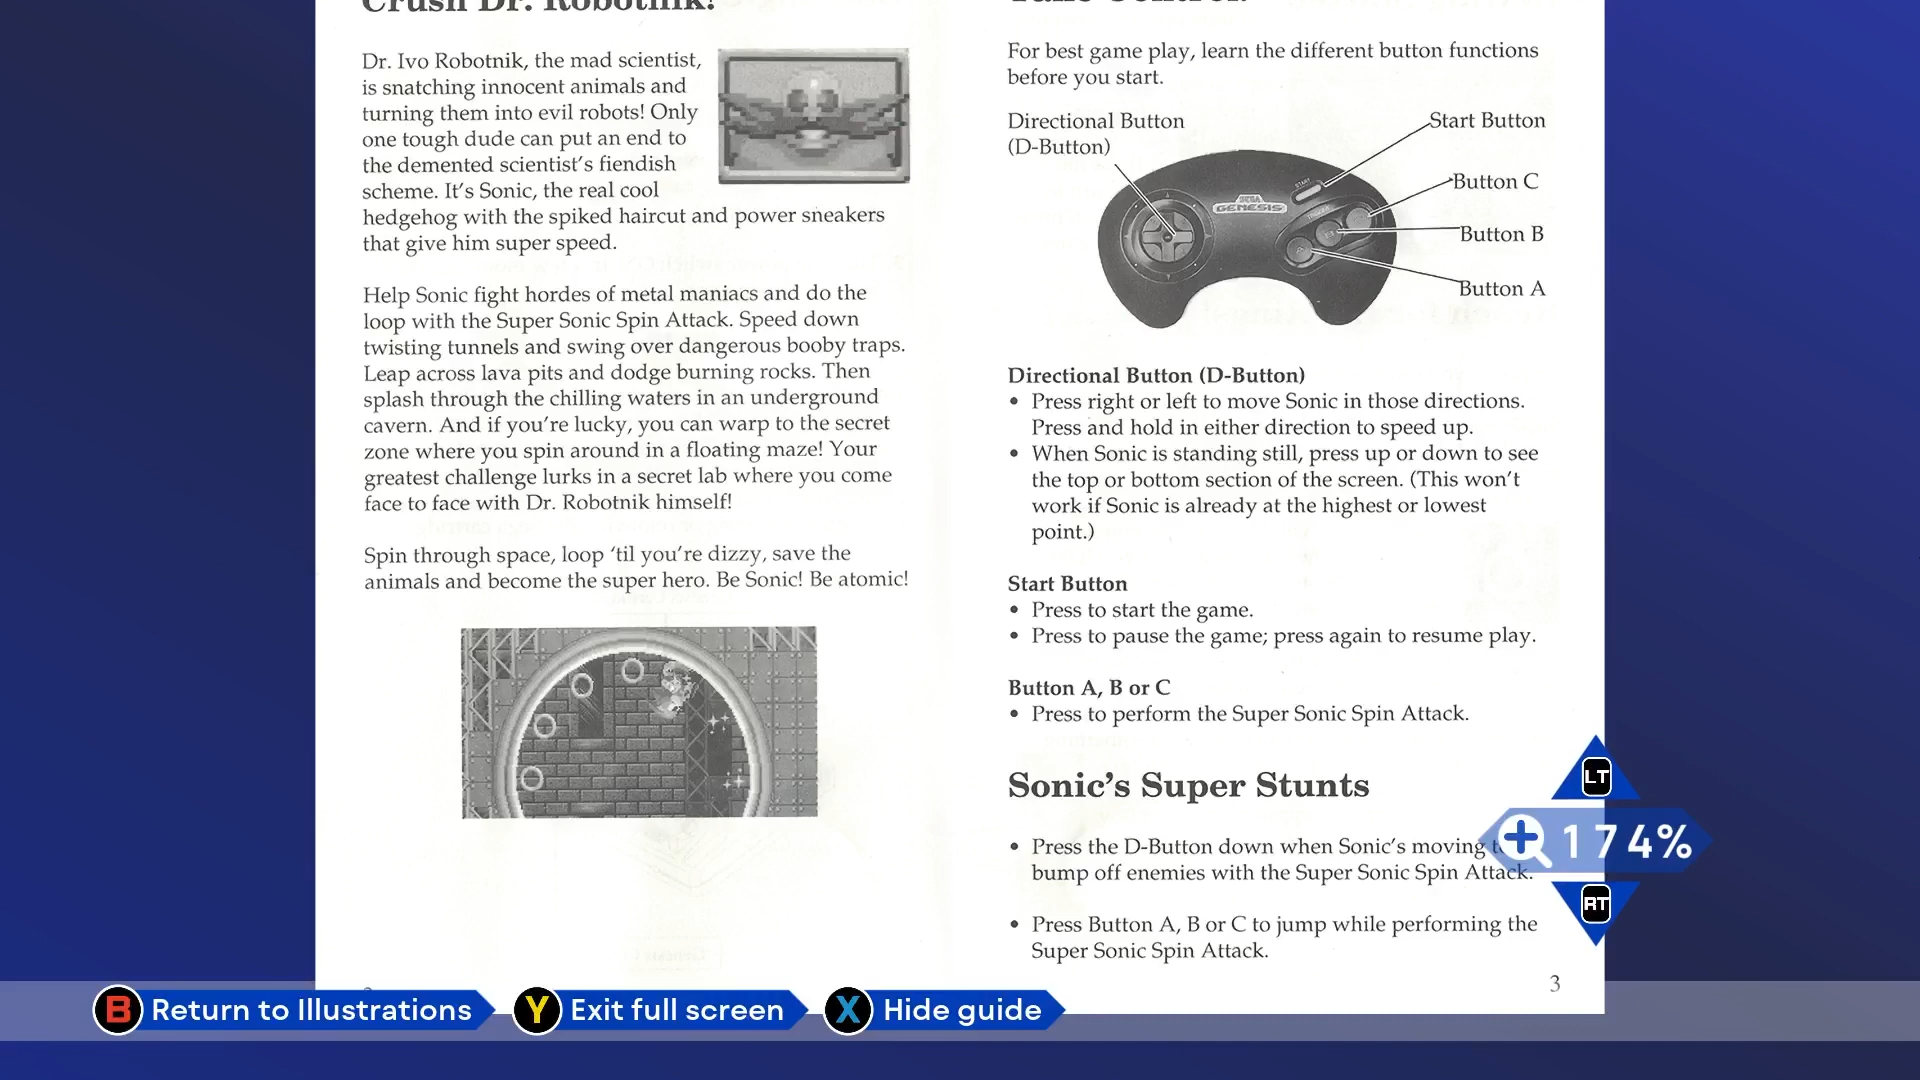 Crush Dr. Robotnik!
Dr. Ivo Robotnik, the mad scientist,
is snatching innocent animals and
turning them into evil robots! Only
one tough dude can put an end to
the demented scientist's fiendish
scheme. It's Sonic, the real cool
hedgehog with the spiked haircut and power sneakers
that give him super speed.
Help Sonic fight hordes of metal maniacs and do the
loop with the Super Sonic Spin Attack. Speed down
twisting tunnels and swing over dangerous booby traps.
Leap across lava pits and dodge burning rocks. Then
splash through the chilling waters in an underground
cavern. And if you're lucky, you can warp to the secret
zone where you spin around in a floating maze! Your
greatest challenge lurks in a secret lab where you come
face to face with Dr. Robotnik himself!
Spin through space, loop 'til you're dizzy, save the
animals and become the super hero. Be Sonic! Be atomic!
Take Control!
For best game play, learn the different button functions
before you start.
Directional Button
(D-Button)
Start Button
Button C
Button B
Button A
START
SEGA
GENESIS
Directional Button (D-Button)
• Press right or left to move Sonic in those directions.
Press and hold in either direction to speed up.
• When Sonic is standing still, press up or down to see
the top or bottom section of the screen. (This won't
work if Sonic is already at the highest or lowest
point.)
Start Button
• Press to start the game.
• Press to pause the game; press again to resume play.
Button A, B or C
• Press to perform the Super Sonic Spin Attack.
Sonic's Super Stunts
• Press the D-Button down when Sonic's moving
bump off enemies with the Super Sonic Spin Attack.
• Press Button A, B or C to jump while performing the
Super Sonic Spin Attack.
3
LT
174%
RT
B Return to Illustrations
Y Exit full screen
X Hide guide